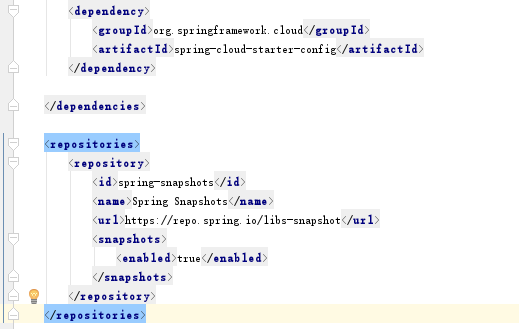 <dependency>
<groupId>org.springframework.cloud</groupId>
<artifactId>spring-cloud-starter-config</artifactId>
</dependency>
</dependencies>
<repositories>
<repository>
<id>spring-snapshots</id>
<name>Spring Snapshots</name>
<url>https://repo.spring.io/libs-snapshot</url>
<snapshots>
<enabled>true</enabled>
</snapshots>
</repository>
</repositories>